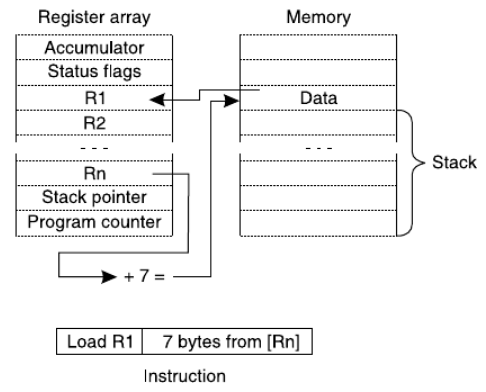 Register array
Memory
Accumulator
Status flags
R1
Data
R2
- - -
- - -
Stack
Rn
Stack pointer
Program counter
+ 7 =
Load R1 7 bytes from [Rn]
Instruction